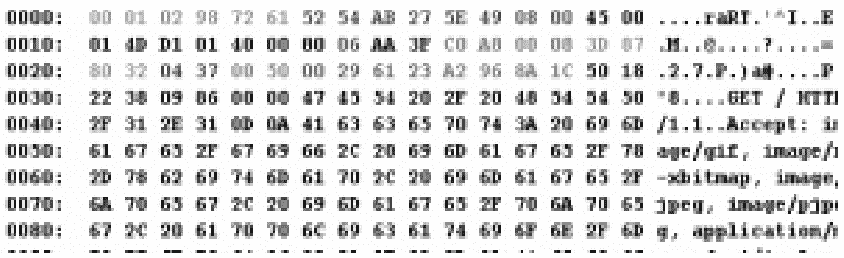 0000: 00 01 02 98 72 61 52 54 AB 27 5E 49 08 00 45 00 ....raRT.'^I..E
0010: 01 4D D1 01 40 00 80 06 AA 3F C0 A8 00 08 3D 87 .M..@....?....=
0020: 80 32 04 37 00 50 00 29 61 23 A2 96 8A 1C 50 18 .2.7.P.)a#....P
0030: 22 38 09 86 00 00 47 45 54 20 2F 20 48 54 54 50 "8....GET / HTT
0040: 2F 31 2E 31 0D 0A 41 63 63 65 70 74 3A 20 69 6D /1.1..Accept: i
0050: 61 67 65 2F 67 69 66 2C 20 69 6D 61 67 65 2F 78 age/gif, image/
0060: 2D 78 62 69 74 6D 61 70 2C 20 69 6D 61 67 65 2F -xbitmap, image,
0070: 6A 70 65 67 2C 20 69 6D 61 67 65 2F 70 6A 70 65 jpeg, image/pjp
0080: 67 2C 20 61 70 70 6C 69 63 61 74 69 6F 6E 2F 6D g, application/